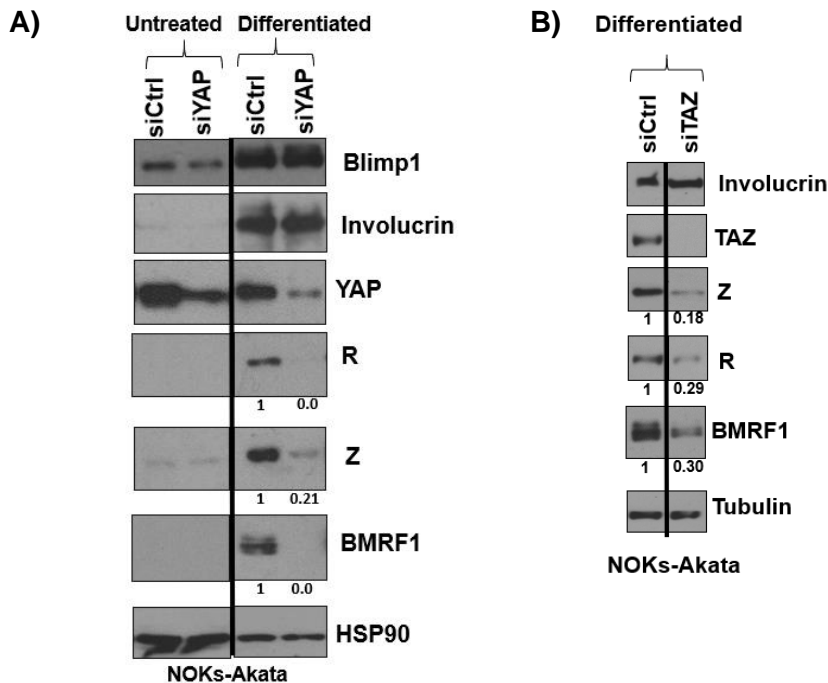 A)
Untreated Differentiated
siCtrl siYAP siCtrl siYAP
Blimp1
Involucrin
YAP
R
1 0.0
Z
1 0.21
BMRF1
1 0.0
HSP90
NOKs-Akata
B)
Differentiated
siCtrl siTAZ
Involucrin
TAZ
Z
1 0.18
R
1 0.29
BMRF1
1 0.30
Tubulin
NOKs-Akata